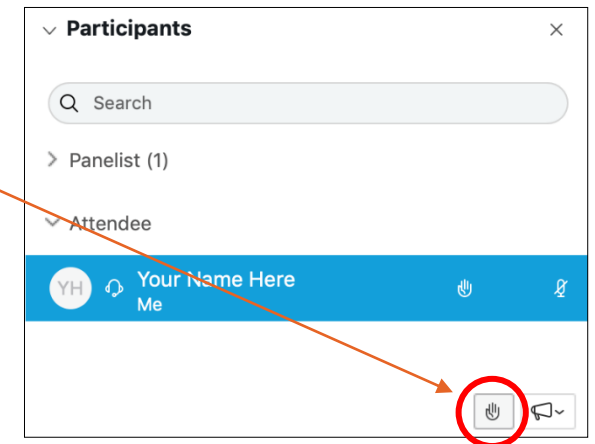 Participants
Search
Panelist (1)
Attendee
YH
Your Name Here
Me